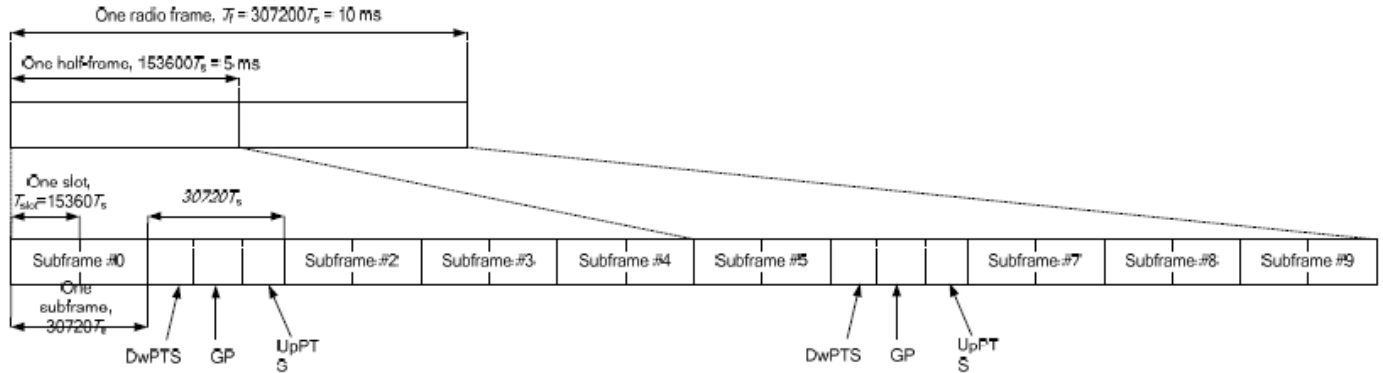 One radio frame, Tf = 307200Ts = 10 ms
One half-frame, 153600Ts = 5 ms
One slot,
Tslot=15360Ts
30720Ts
Subframe #0
Subframe #2
Subframe #3
Subframe #4
Subframe #5
Subframe #7
Subframe #8
Subframe #9
One
subframe,
30720Ts
DwPTS
GP
UpPT
S
DwPTS
GP
UpPT
S